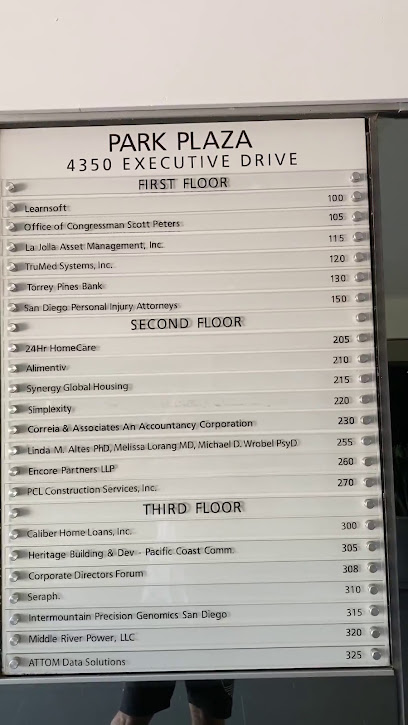 PARK PLAZA
4350 EXECUTIVE DRIVE
FIRST FLOOR
Learnsoft 100
Office of Congressman Scott Peters 105
La Jolla Asset Management, Inc. 115
TruMed Systems, Inc. 120
Torrey Pines Bank 130
San Diego Personal Injury Attorneys 150
SECOND FLOOR
24Hr HomeCare 205
Alimentiv 210
Synergy Global Housing 215
Simplexity 220
Correia & Associates An Accountancy Corporation 230
Linda M. Altes PhD, Melissa Lorang MD, Michael D. Wrobel PsyD 255
Encore Partners LLP 260
PCL Construction Services, Inc. 270
THIRD FLOOR
Caliber Home Loans, Inc. 300
Heritage Building & Dev - Pacific Coast Comm. 305
Corporate Directors Forum 308
Seraph. 310
Intermountain Precision Genomics San Diego 315
Middle River Power, LLC 320
ATTOM Data Solutions 325